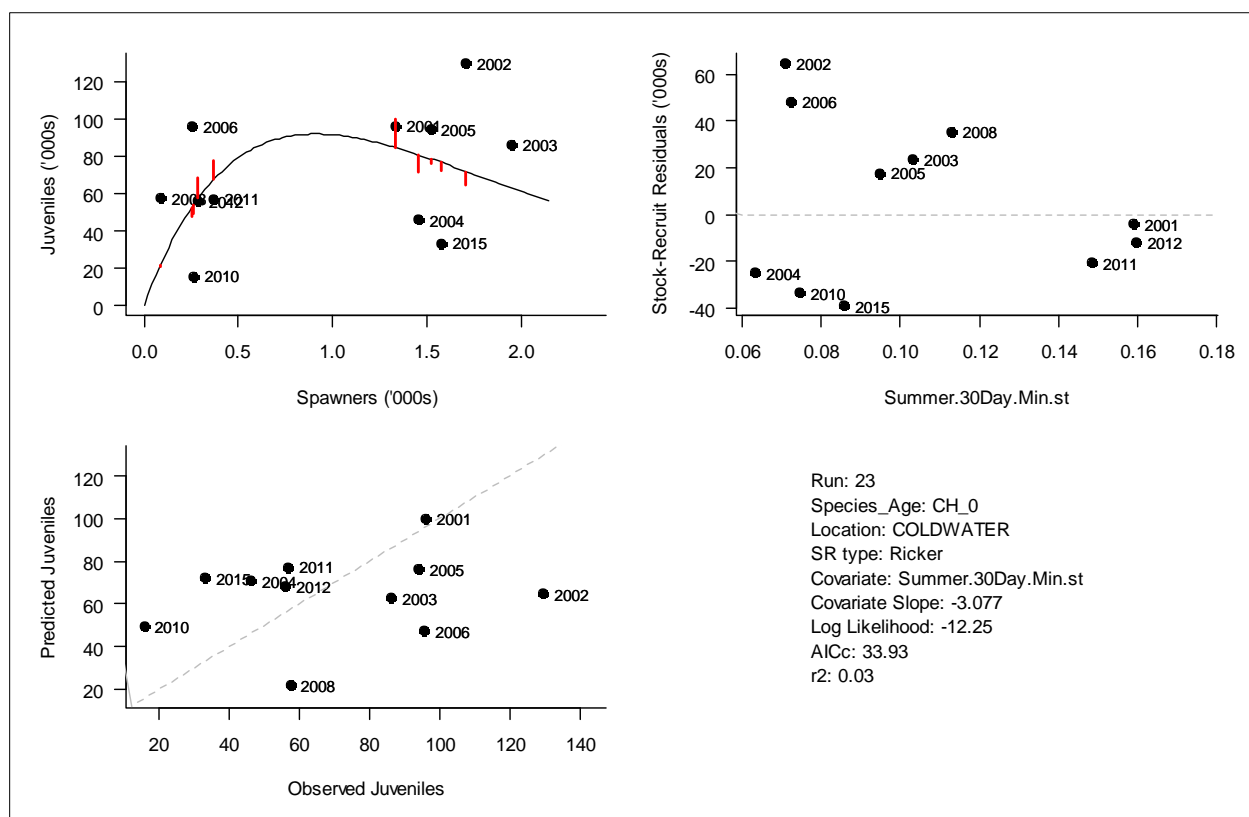 Juveniles ('000s)
120
100
80
60
40
20
0
2002
2006
2001
2005
2003
2008
2012
2011
2004
2015
2010
0.0 0.5 1.0 1.5 2.0
Spawners ('000s)
Stock-Recruit Residuals ('000s)
60
40
20
0
-20
-40
2002
2006
2008
2003
2005
2001
2012
2011
2004
2010
2015
0.06 0.08 0.10 0.12 0.14 0.16 0.18
Summer.30Day.Min.st
Predicted Juveniles
120
100
80
60
40
20
2001
2011
2005
2015
2004
2012
2002
2003
2006
2010
2008
20 40 60 80 100 120 140
Observed Juveniles
Run: 23
Species_Age: CH_0
Location: COLDWATER
SR type: Ricker
Covariate: Summer.30Day.Min.st
Covariate Slope: -3.077
Log Likelihood: -12.25
AICc: 33.93
r2: 0.03